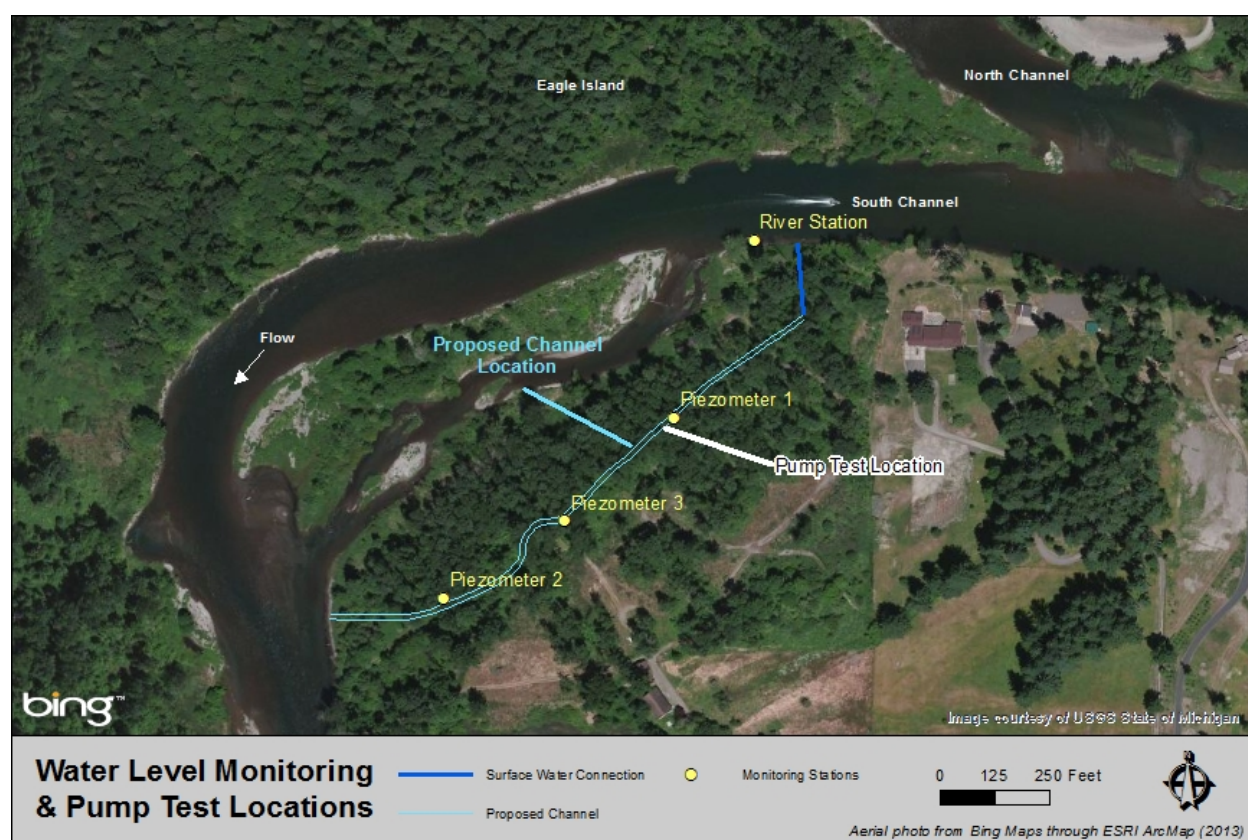 Eagle Island
North Channel
South Channel
River Station
Flow
Proposed Channel
Location
Piezometer 1
Pump Test Location
Piezometer 3
Piezometer 2
bing™
Image courtesy of USGS State of Michigan
Water Level Monitoring
& Pump Test Locations
Surface Water Connection
Monitoring Stations
Proposed Channel
0 125 250 Feet
Aerial photo from Bing Maps through ESRI ArcMap (2013)